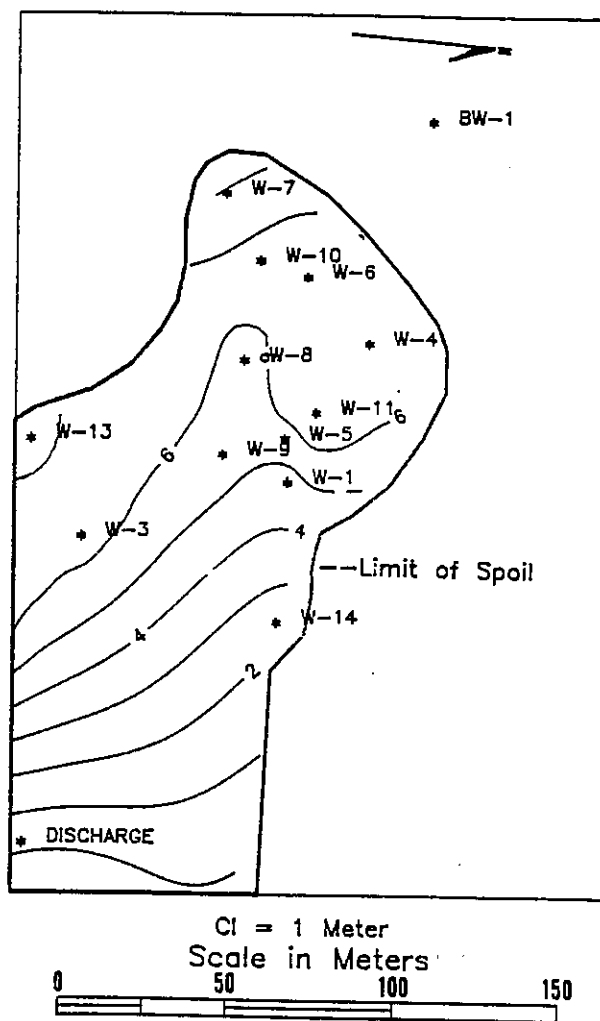 * BW-1
* W-7
* W-10
* W-6
* W-4
* W-8
* W-11
6
* W-13
* W-5
6
* W-9
* W-1
* W-3
4
Limit of Spoil
* W-14
4
2
* DISCHARGE
CI = 1 Meter
Scale in Meters
0 50 100 150